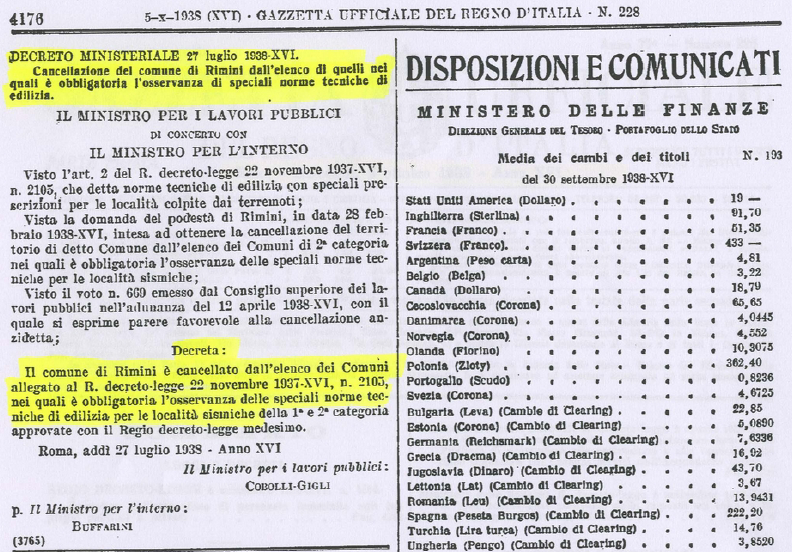 4176
5-x-1938 (XVI) - GAZZETTA UFFICIALE DEL REGNO D'ITALIA - N. 228
DECRETO MINISTERIALE 27 luglio 1938-XVI.
Cancellazione del comune di Rimini dall'elenco di quelli nei
quali è obbligatoria l'osservanza di speciali norme tecniche di
edilizia.
IL MINISTRO PER I LAVORI PUBBLICI
DI CONCERTO CON
IL MINISTRO PER L'INTERNO
Visto l'art. 2 del R. decreto-legge 22 novembre 1937-XVI,
n. 2105, che detta norme tecniche di edilizia con speciali pre-
scrizioni per le località colpite dai terremoti;
Vista la domanda del podestà di Rimini, in data 28 feb-
braio 1938-XVI, intesa ad ottenere la cancellazione del terri-
torio di detto Comune dall'elenco dei Comuni di 2ª categoria
nei quali è obbligatoria l'osservanza delle speciali norme tec-
niche per le località sismiche;
Visto il voto n. 669 emesso dal Consiglio superiore dei la-
vori pubblici nell'adunanza del 12 aprile 1938-XVI, con il
quale si esprime parere favorevole alla cancellazione an-
zidetta;
Decreta:
Il comune di Rimini è cancellato dall'elenco dei Comuni
allegato al R. decreto-legge 22 novembre 1937-XVI, n. 2105,
nei quali è obbligatoria l'osservanza delle speciali norme tec-
niche di edilizia per le località sismiche della 1ª e 2ª categoria
approvate con il Regio decreto-legge medesimo.
Roma, addì 27 luglio 1938 - Anno XVI
Il Ministro per i lavori pubblici:
COBOLLI-GIGLI
p. Il Ministro per l'interno:
BUFFARINI
(3765)
DISPOSIZIONI E COMUNICATI
MINISTERO DELLE FINANZE
DIREZIONE GENERALE DEL TESORO - PORTAFOGLIO DELLO STATO
Media dei cambi e dei titoli N. 193
del 30 settembre 1938-XVI
Stati Uniti America (Dollaro) . . . . . . 19 —
Inghilterra (Sterlina) . . . . . . 91,70
Francia (Franco) . . . . . . 51,35
Svizzera (Franco) . . . . . . 433 —
Argentina (Peso carta) . . . . . . 4,81
Belgio (Belga) . . . . . . 3,22
Canadà (Dollaro) . . . . . . 18,79
Cecoslovacchia (Corona) . . . . . . 65,65
Danimarca (Corona) . . . . . . 4,0445
Norvegia (Corona) . . . . . . 4,552
Olanda (Fiorino) . . . . . . 10,3075
Polonia (Zloty) . . . . . . 362,40
Portogallo (Scudo) . . . . . . 0,8236
Svezia (Corona) . . . . . . 4,6725
Bulgaria (Leva) (Cambio di Clearing) . . . . 22,85
Estonia (Corona) (Cambio di Clearing) . . . . 5,0890
Germania (Reichsmark) (Cambio di Clearing) . . . . 7,6336
Grecia (Dracma) (Cambio di Clearing) . . . . 16,92
Jugoslavia (Dinaro) (Cambio di Clearing) . . . . 43,70
Lettonia (Lat) (Cambio di Clearing) . . . . 3,67
Romania (Leu) (Cambio di Clearing) . . . . 13,9431
Spagna (Peseta Burgos) (Cambio di Clearing) . . . . 222,20
Turchia (Lira turca) (Cambio di Clearing) . . . . 14,76
Ungheria (Pengo) (Cambio di Clearing) . . . . 3,8520